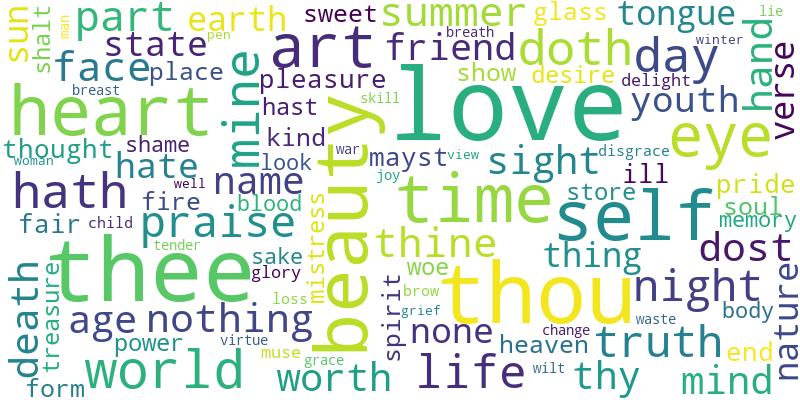 sun
shalt
man
part
earth
sweet
summer
glass
tongue
lie
pen
state
art
friend
breath
doth
day
winter
hand
verse
face
place
pleasure
show
desire
delight
breast
mine
heart
hast
skill
love
youth
eye
thought
shame
kind
beauty
hate
look
war
mayst
view
sight
disgrace
woman
well
name
joy
ill
hath
fire
blood
time
store
pride
soul
fair
child
praise
mistress
self
memory
thee
tender
sake
thine
thing
dost
glory
woe
thou
night
nature
death
treasure
loss
spirit
brow
grief
body
age
nothing
none
change
waste
power
virtue
muse
heaven
truth
end
form
world
grace
worth
life
wilt
thy
mind